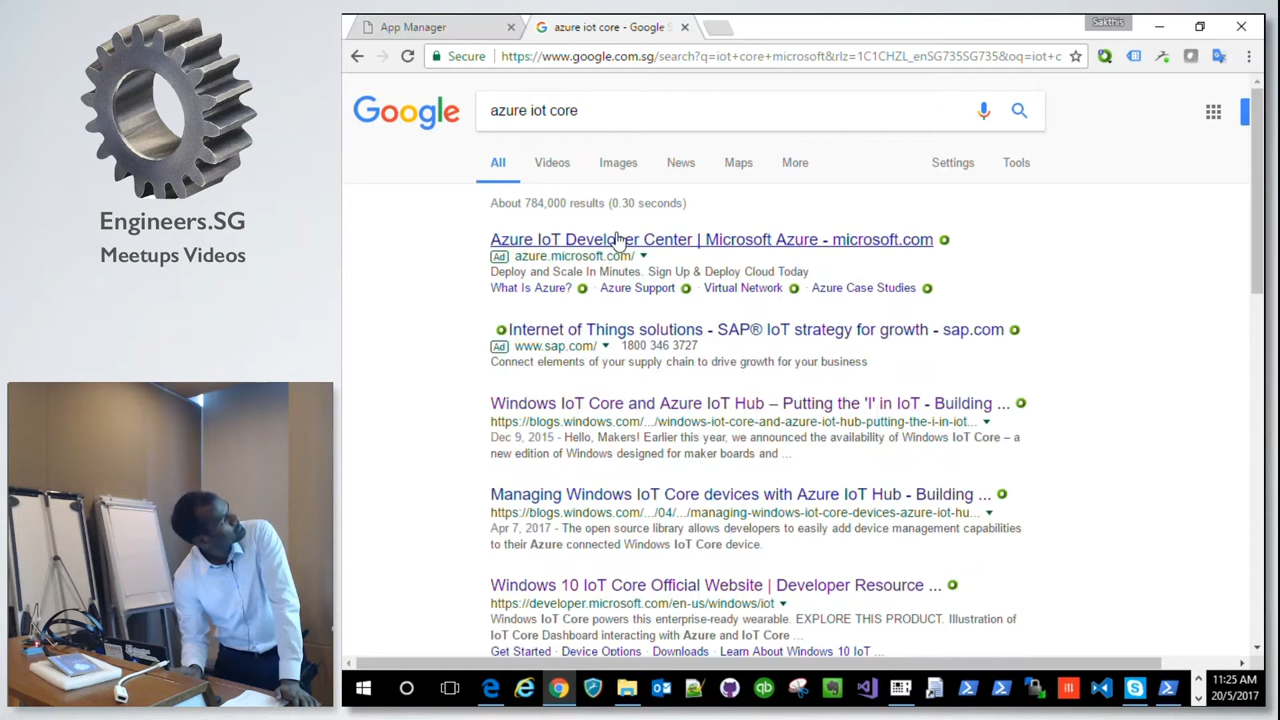 Engineers.SG
Meetups Videos
App Manager
azure iot core - Google S
Sakthis
Secure
https://www.google.com.sg/search?q=iot+core+microsoft&rlz=1C1CHZL_enSG735SG735&oq=iot+c
Google
azure iot core
All Videos Images News Maps More Settings Tools
About 784,000 results (0.30 seconds)
Azure IoT Developer Center | Microsoft Azure - microsoft.com
Ad azure.microsoft.com/
Deploy and Scale In Minutes. Sign Up & Deploy Cloud Today
What Is Azure? · Azure Support · Virtual Network · Azure Case Studies
Internet of Things solutions - SAP® IoT strategy for growth - sap.com
Ad www.sap.com/ 1800 346 3727
Connect elements of your supply chain to drive growth for your business
Windows IoT Core and Azure IoT Hub – Putting the 'I' in IoT - Building ...
https://blogs.windows.com/.../windows-iot-core-and-azure-iot-hub-putting-the-i-in-iot...
Dec 9, 2015 - Hello, Makers! Earlier this year, we announced the availability of Windows IoT Core – a
new edition of Windows designed for maker boards and ...
Managing Windows IoT Core devices with Azure IoT Hub - Building ...
https://blogs.windows.com/.../04/.../managing-windows-iot-core-devices-azure-iot-hu...
Apr 7, 2017 - The open source library allows developers to easily add device management capabilities
to their Azure connected Windows IoT Core device.
Windows 10 IoT Core Official Website | Developer Resource ...
https://developer.microsoft.com/en-us/windows/iot
Windows IoT Core powers this enterprise-ready wearable. EXPLORE THIS PRODUCT. Illustration of
IoT Core Dashboard interacting with Azure and IoT Core ...
Get Started · Device Options · Downloads · Learn About Windows 10 IoT ...
11:25 AM
20/5/2017